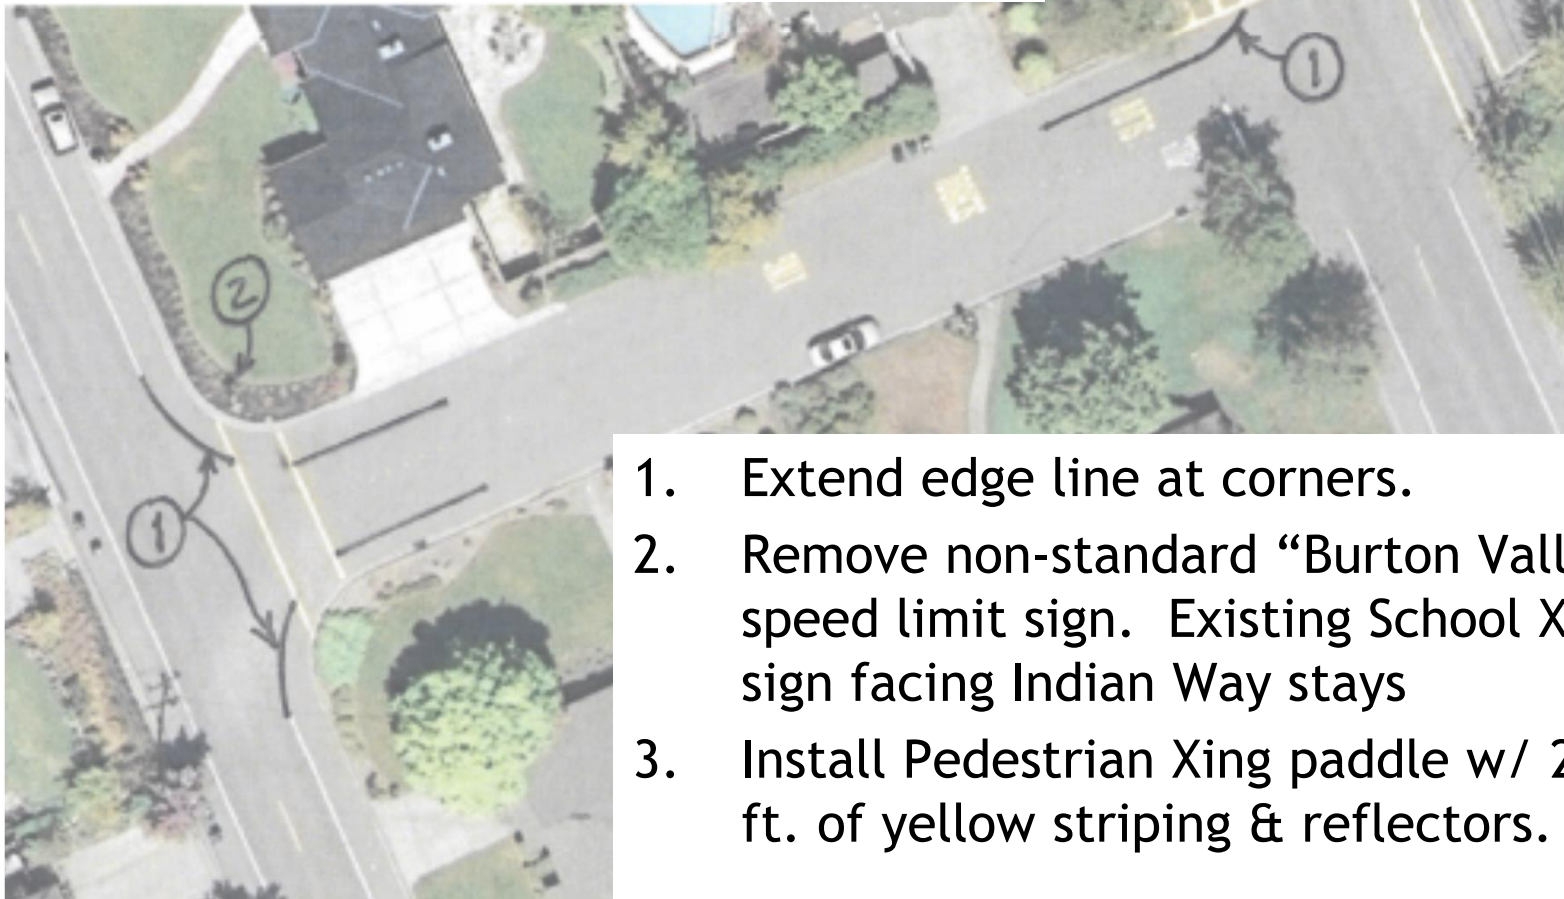 1
2
1
1. Extend edge line at corners.
2. Remove non-standard “Burton Vall
speed limit sign. Existing School X
sign facing Indian Way stays
3. Install Pedestrian Xing paddle w/ 2
ft. of yellow striping & reflectors.